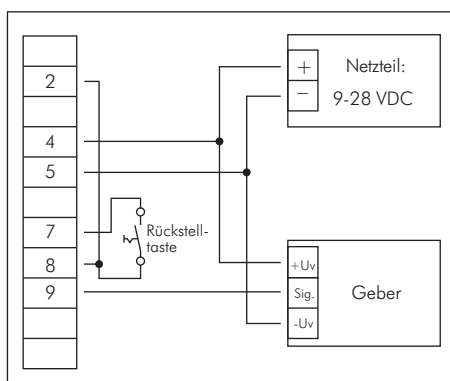 2
4
5
7
8
9
Rückstell-
taste
+
−
Netzteil:
9-28 VDC
+Uv
Sig.
-Uv
Geber